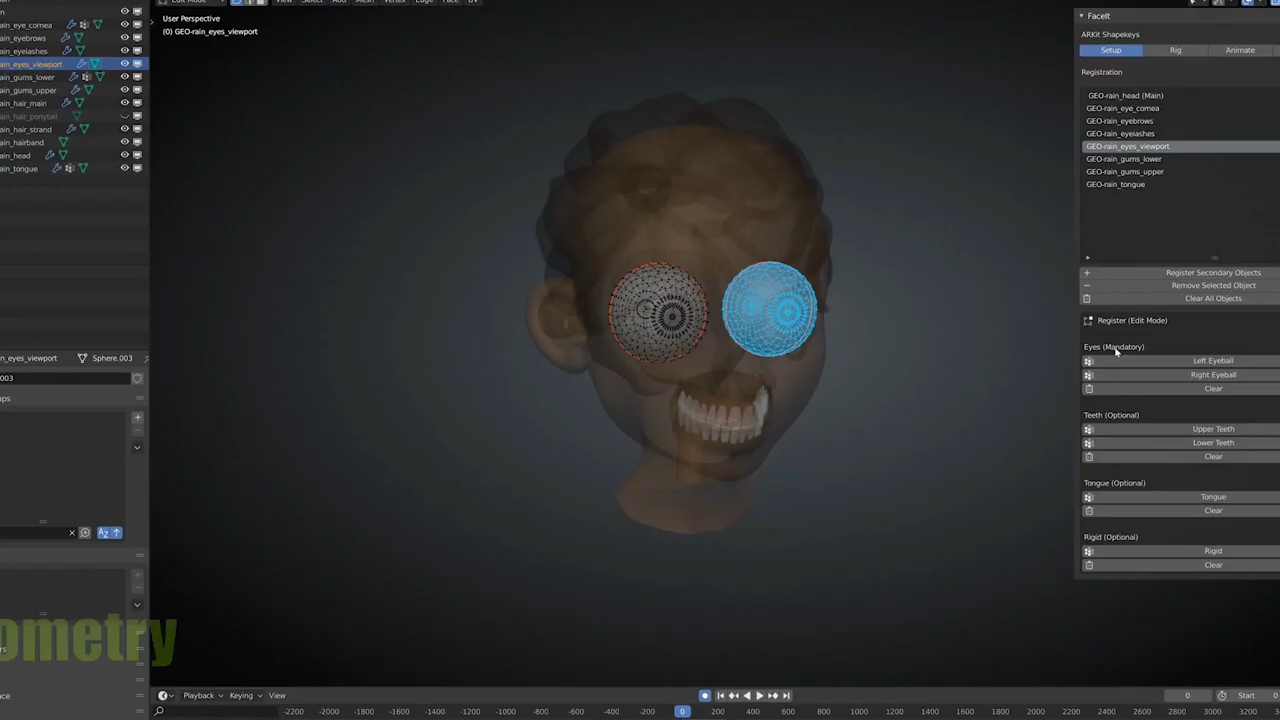 Edit Mode
View
Select
Add
Mesh
Vertex
Edge
Face
UV
ain_eye_cornea
ain_eyebrows
ain_eyelashes
ain_eyes_viewport
ain_gums_lower
ain_gums_upper
ain_hair_main
ain_hair_ponytail
ain_hair_strand
ain_hairband
ain_head
ain_tongue
n_eyes_viewport
Sphere.003
003
ps
ometry
User Perspective
(0) GEO-rain_eyes_viewport
FaceIt
ARKit Shapekeys
Setup
Rig
Animate
Registration
GEO-rain_head (Main)
GEO-rain_eye_cornea
GEO-rain_eyebrows
GEO-rain_eyelashes
GEO-rain_eyes_viewport
GEO-rain_gums_lower
GEO-rain_gums_upper
GEO-rain_tongue
Register Secondary Objects
Remove Selected Object
Clear All Objects
Register (Edit Mode)
Eyes (Mandatory)
Left Eyeball
Right Eyeball
Clear
Teeth (Optional)
Upper Teeth
Lower Teeth
Clear
Tongue (Optional)
Tongue
Clear
Rigid (Optional)
Rigid
Clear
Playback
Keying
View
0
Start
0
-2200 -2000 -1800 -1600 -1400 -1200 -1000 -800 -600 -400 -200 0 200 400 600 800 1000 1200 1400 1600 1800 2000 2200 2400 2600 2800 3000 3200